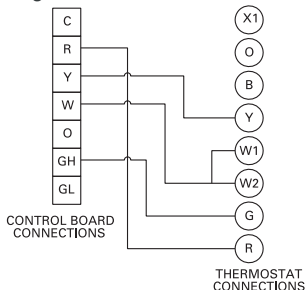 C
R
Y
W
O
GH
GL
CONTROL BOARD
CONNECTIONS
X1
O
B
Y
W1
W2
G
R
THERMOSTAT
CONNECTIONS